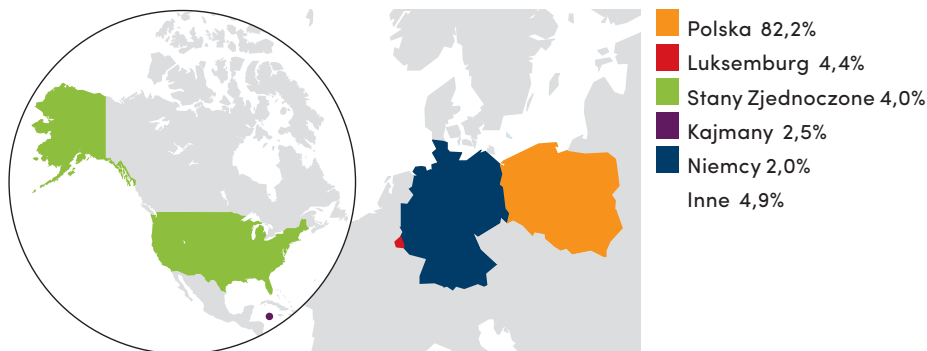 Polska 82,2%
Luksemburg 4,4%
Stany Zjednoczone 4,0%
Kajmany 2,5%
Niemcy 2,0%
Inne 4,9%